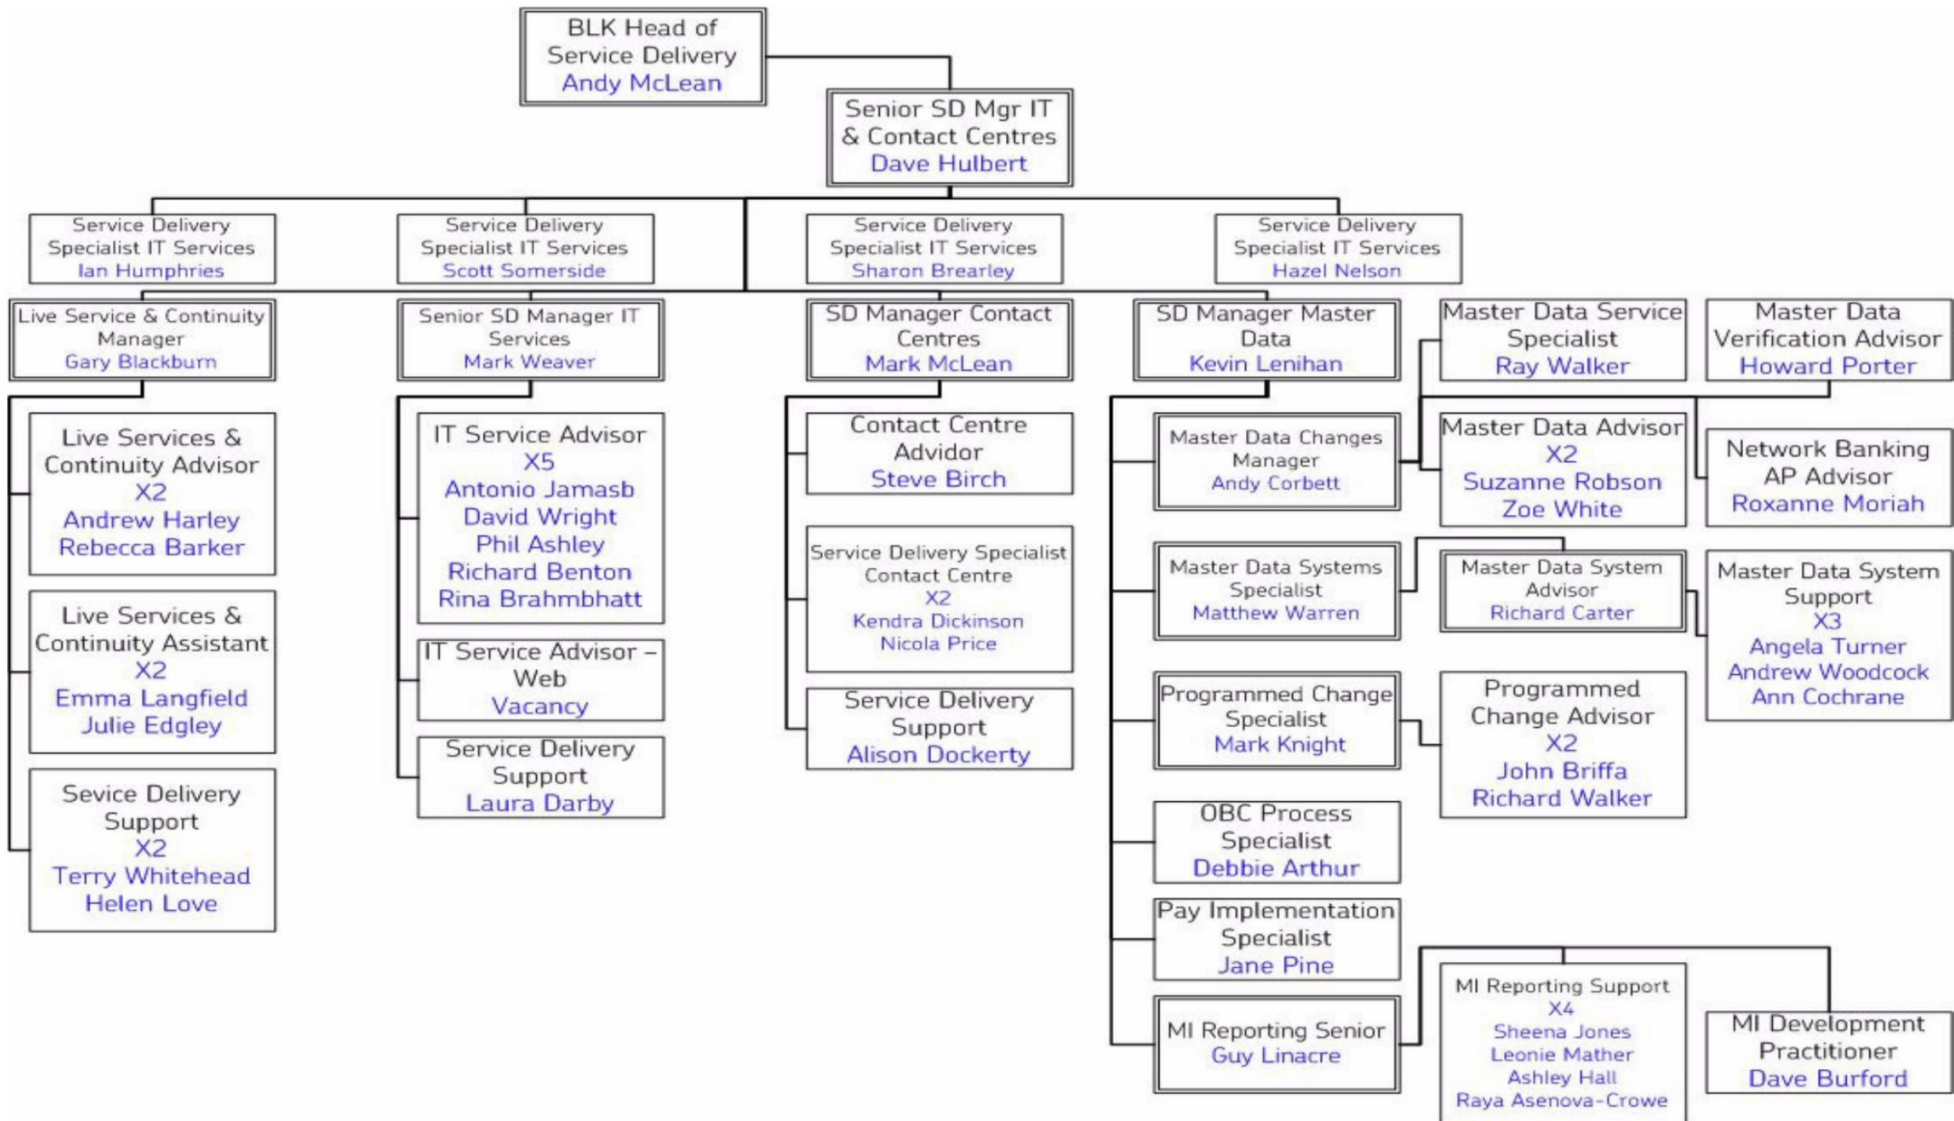 BLK Head of
Service Delivery
Andy McLean
Senior SD Mgr IT
& Contact Centres
Dave Hulbert
Service Delivery
Specialist IT Services
Ian Humphries
Service Delivery
Specialist IT Services
Scott Somerside
Service Delivery
Specialist IT Services
Sharon Brearley
Service Delivery
Specialist IT Services
Hazel Nelson
Live Service & Continuity
Manager
Gary Blackburn
Senior SD Manager IT
Services
Mark Weaver
SD Manager Contact
Centres
Mark McLean
SD Manager Master
Data
Kevin Lenihan
Master Data Service
Specialist
Ray Walker
Master Data
Verification Advisor
Howard Porter
Live Services &
Continuity Advisor
X2
Andrew Harley
Rebecca Barker
Live Services &
Continuity Assistant
X2
Emma Langfield
Julie Edgley
Sevice Delivery
Support
X2
Terry Whitehead
Helen Love
IT Service Advisor
X5
Antonio Jamasb
David Wright
Phil Ashley
Richard Benton
Rina Brahmbhatt
IT Service Advisor –
Web
Vacancy
Service Delivery
Support
Laura Darby
Contact Centre
Advidor
Steve Birch
Service Delivery Specialist
Contact Centre
X2
Kendra Dickinson
Nicola Price
Service Delivery
Support
Alison Dockerty
Master Data Changes
Manager
Andy Corbett
Master Data Advisor
X2
Suzanne Robson
Zoe White
Network Banking
AP Advisor
Roxanne Moriah
Master Data Systems
Specialist
Matthew Warren
Master Data System
Advisor
Richard Carter
Master Data System
Support
X3
Angela Turner
Andrew Woodcock
Ann Cochrane
Programmed Change
Specialist
Mark Knight
Programmed
Change Advisor
X2
John Briffa
Richard Walker
OBC Process
Specialist
Debbie Arthur
Pay Implementation
Specialist
Jane Pine
MI Reporting Senior
Guy Linacre
MI Reporting Support
X4
Sheena Jones
Leonie Mather
Ashley Hall
Raya Asenova-Crowe
MI Development
Practitioner
Dave Burford